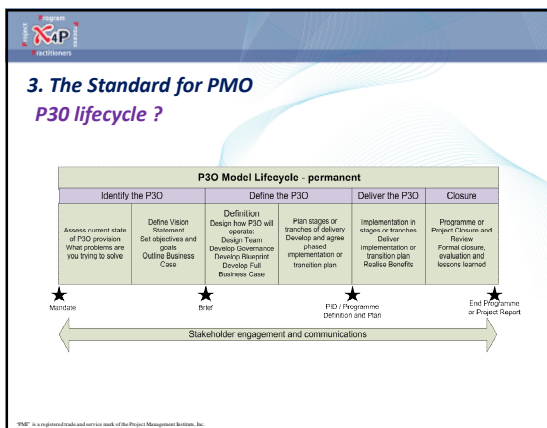 Program
Project
X4P
Process
Practitioners
3. The Standard for PMO
P30 lifecycle ?
P3O Model Lifecycle - permanent
Identify the P3O
Define the P3O
Deliver the P3O
Closure
Assess current state
of P3O provision
What problems are
you trying to solve
Define Vision
Statement
Set objectives and
goals
Outline Business
Case
Definition
Design how P3O will
operate:
Design Team
Develop Governance
Develop Blueprint
Develop Full
Business Case
Plan stages or
tranches of delivery
Develop and agree
phased
implementation or
transition plan
Implementation in
stages or tranches
Deliver
implementation or
transition plan
Realise Benefits
Programme or
Project Closure and
Review
Formal closure,
evaluation and
lessons learned
Mandate
Brief
PID / Programme
Definition and Plan
End Programme
or Project Report
Stakeholder engagement and communications
"PMI" is a registered trade and service mark of the Project Management Institute, Inc.